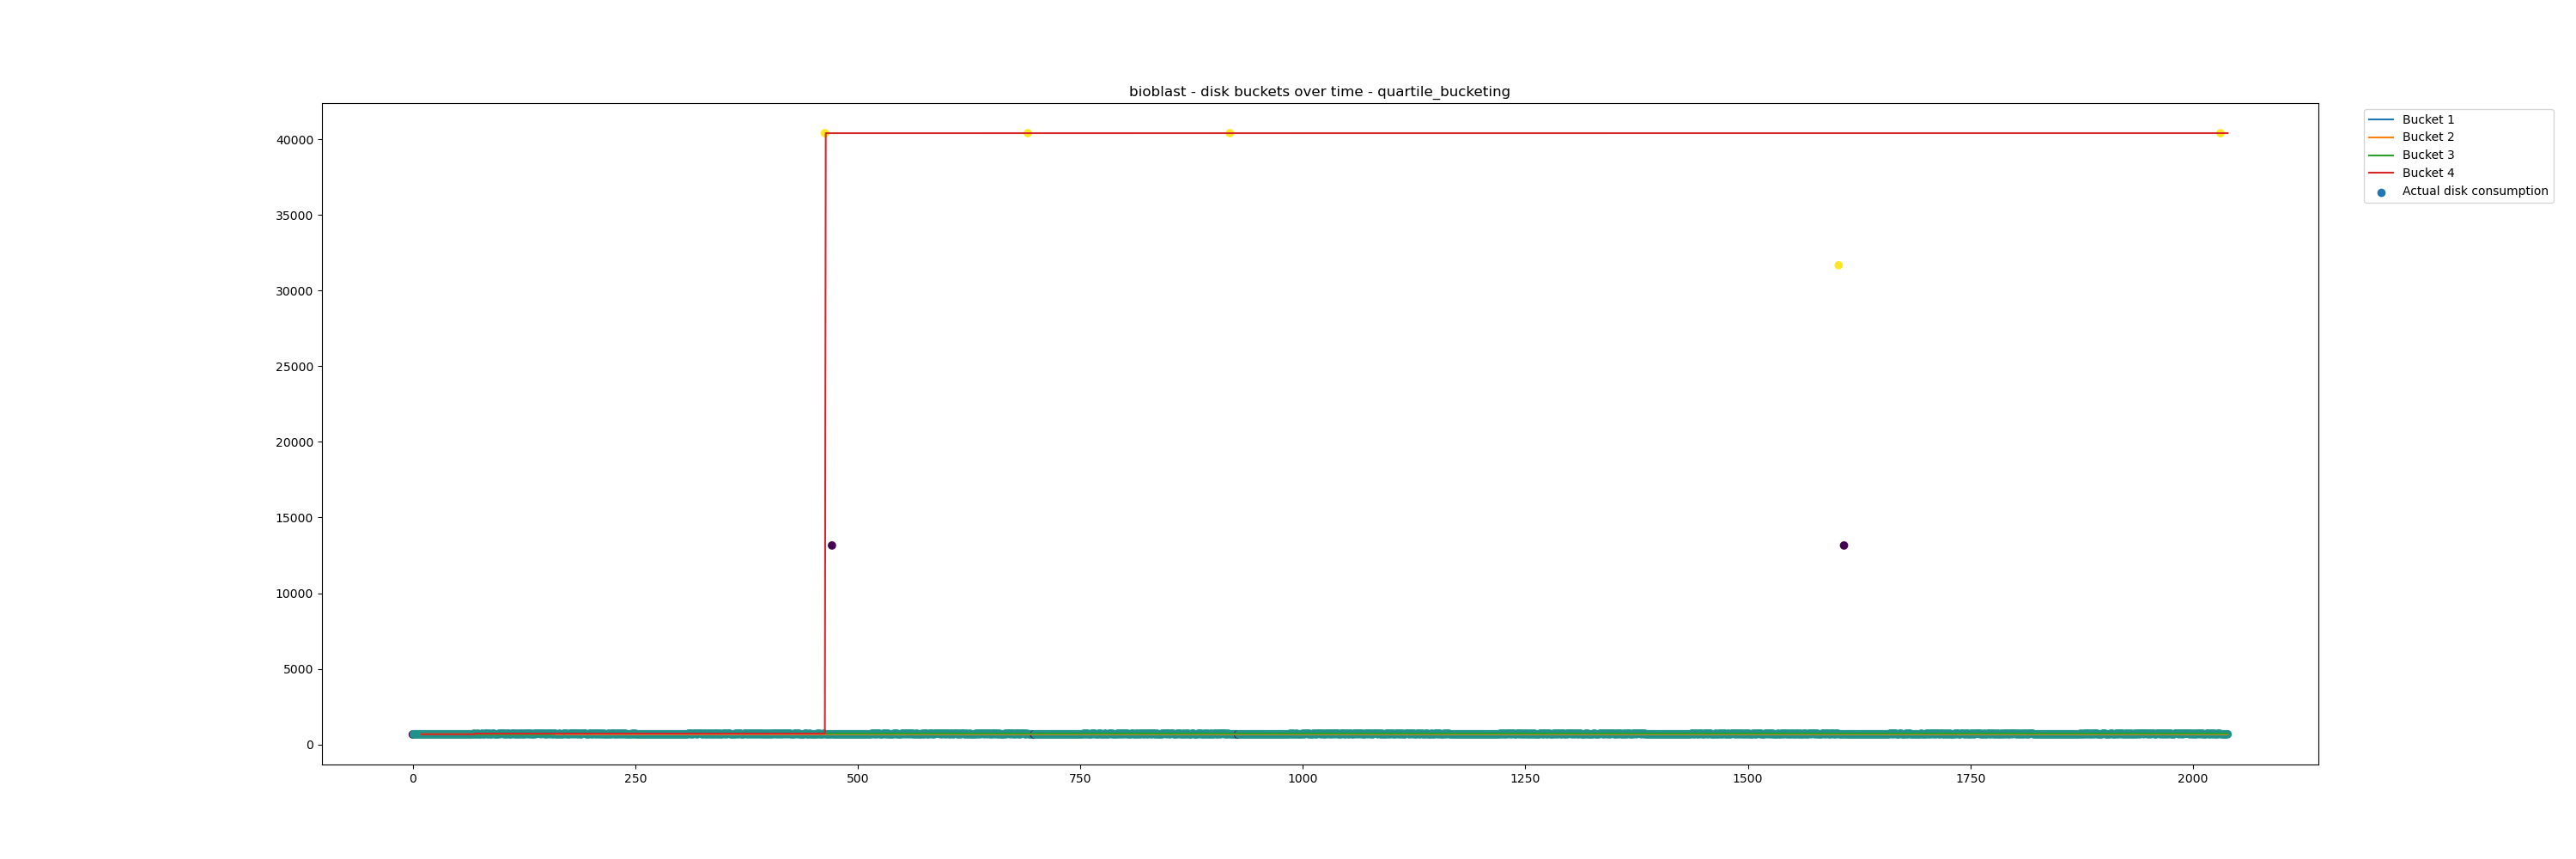 bioblast - disk buckets over time - quartile_bucketing
Bucket 1
Bucket 2
Bucket 3
Bucket 4
Actual disk consumption
40000
35000
30000
25000
20000
15000
10000
5000
0
0 250 500 750 1000 1250 1500 1750 2000